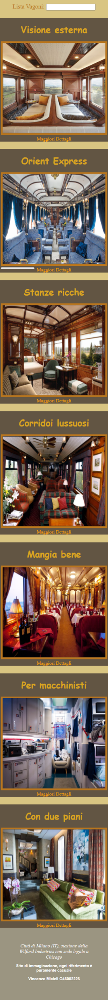 Lista Vagoni:
Visione esterna
Maggiori Dettagli
Orient Express
Maggiori Dettagli
Stanze ricche
Maggiori Dettagli
Corridoi lussuosi
Maggiori Dettagli
Mangia bene
Maggiori Dettagli
Per macchinisti
Maggiori Dettagli
Con due piani
Maggiori Dettagli
Città di Milano (IT), stazione della
Wilford Industries con sede legale a
Chicago
Sito di immaginazione, ogni riferimento è
puramente casuale
Vincenzo Micieli O46002226